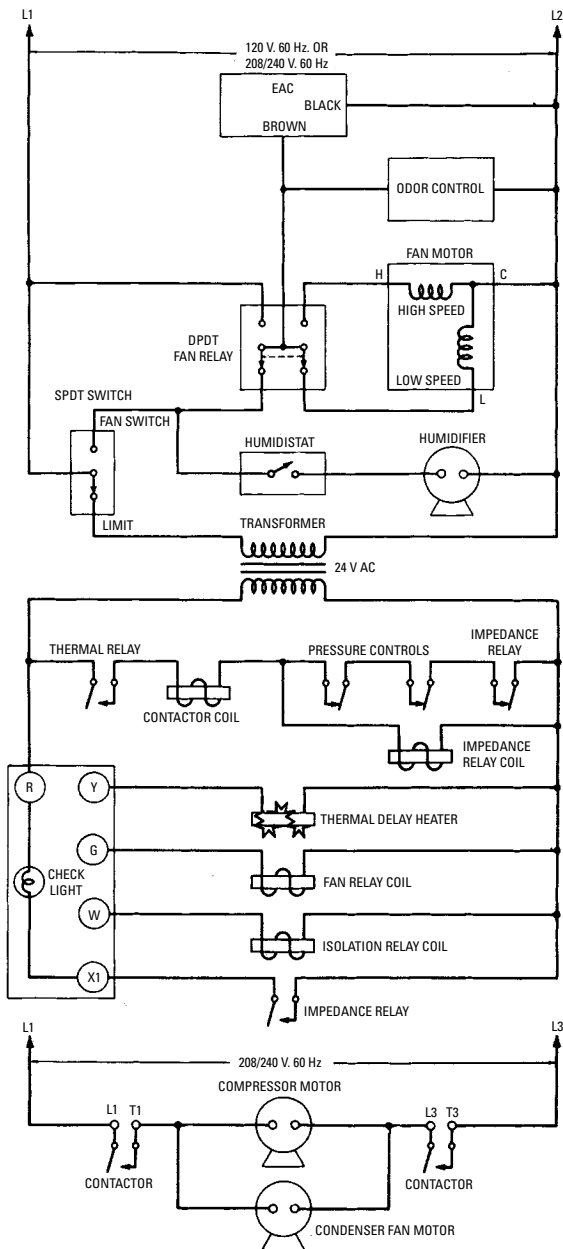 L1
L2
120 V. 60 Hz. OR
208/240 V. 60 Hz
EAC
BLACK
BROWN
ODOR CONTROL
FAN MOTOR
H
C
HIGH SPEED
LOW SPEED
L
DPDT
FAN RELAY
SPDT SWITCH
FAN SWITCH
LIMIT
HUMIDISTAT
HUMIDIFIER
TRANSFORMER
24 V AC
THERMAL RELAY
CONTACTOR COIL
PRESSURE CONTROLS
IMPEDANCE
RELAY
IMPEDANCE
RELAY COIL
R
Y
THERMAL DELAY HEATER
G
FAN RELAY COIL
CHECK
LIGHT
W
ISOLATION RELAY COIL
X1
IMPEDANCE RELAY
L1
L3
208/240 V. 60 Hz
COMPRESSOR MOTOR
L1 T1
L3 T3
CONTACTOR
CONTACTOR
CONDENSER FAN MOTOR